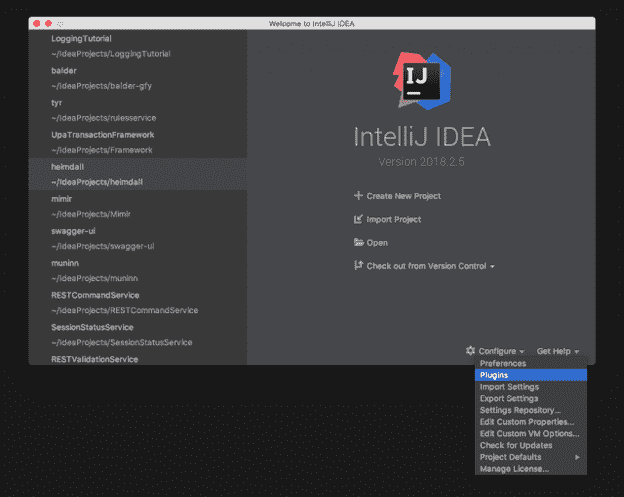 Welcome to IntelliJ IDEA
LoggingTutorial
~/IdeaProjects/LoggingTutorial
balder
~/IdeaProjects/balder-gfy
tyr
~/IdeaProjects/rulesservice
UpaTransactionFramework
~/IdeaProjects/Framework
heimdall
~/IdeaProjects/heimdall
mimir
~/IdeaProjects/Mimir
swagger-ui
~/IdeaProjects/swagger-ui
muninn
~/IdeaProjects/muninn
RESTCommandService
~/IdeaProjects/RESTCommandService
SessionStatusService
~/IdeaProjects/SessionStatusService
RESTValidationService
IJ
IntelliJ IDEA
Version 2018.2.5
Create New Project
Import Project
Open
Check out from Version Control
Configure Get Help
Preferences
Plugins
Import Settings
Export Settings
Settings Repository...
Edit Custom Properties...
Edit Custom VM Options...
Check for Updates
Project Defaults
Manage License...